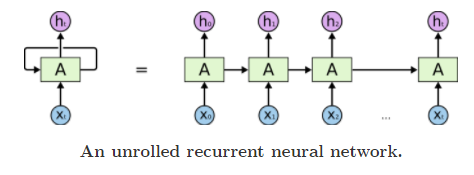 hₜ = h₀ h₁ h₂ hₜ
A A A A A
xₜ x₀ x₁ x₂ ... xₜ
An unrolled recurrent neural network.